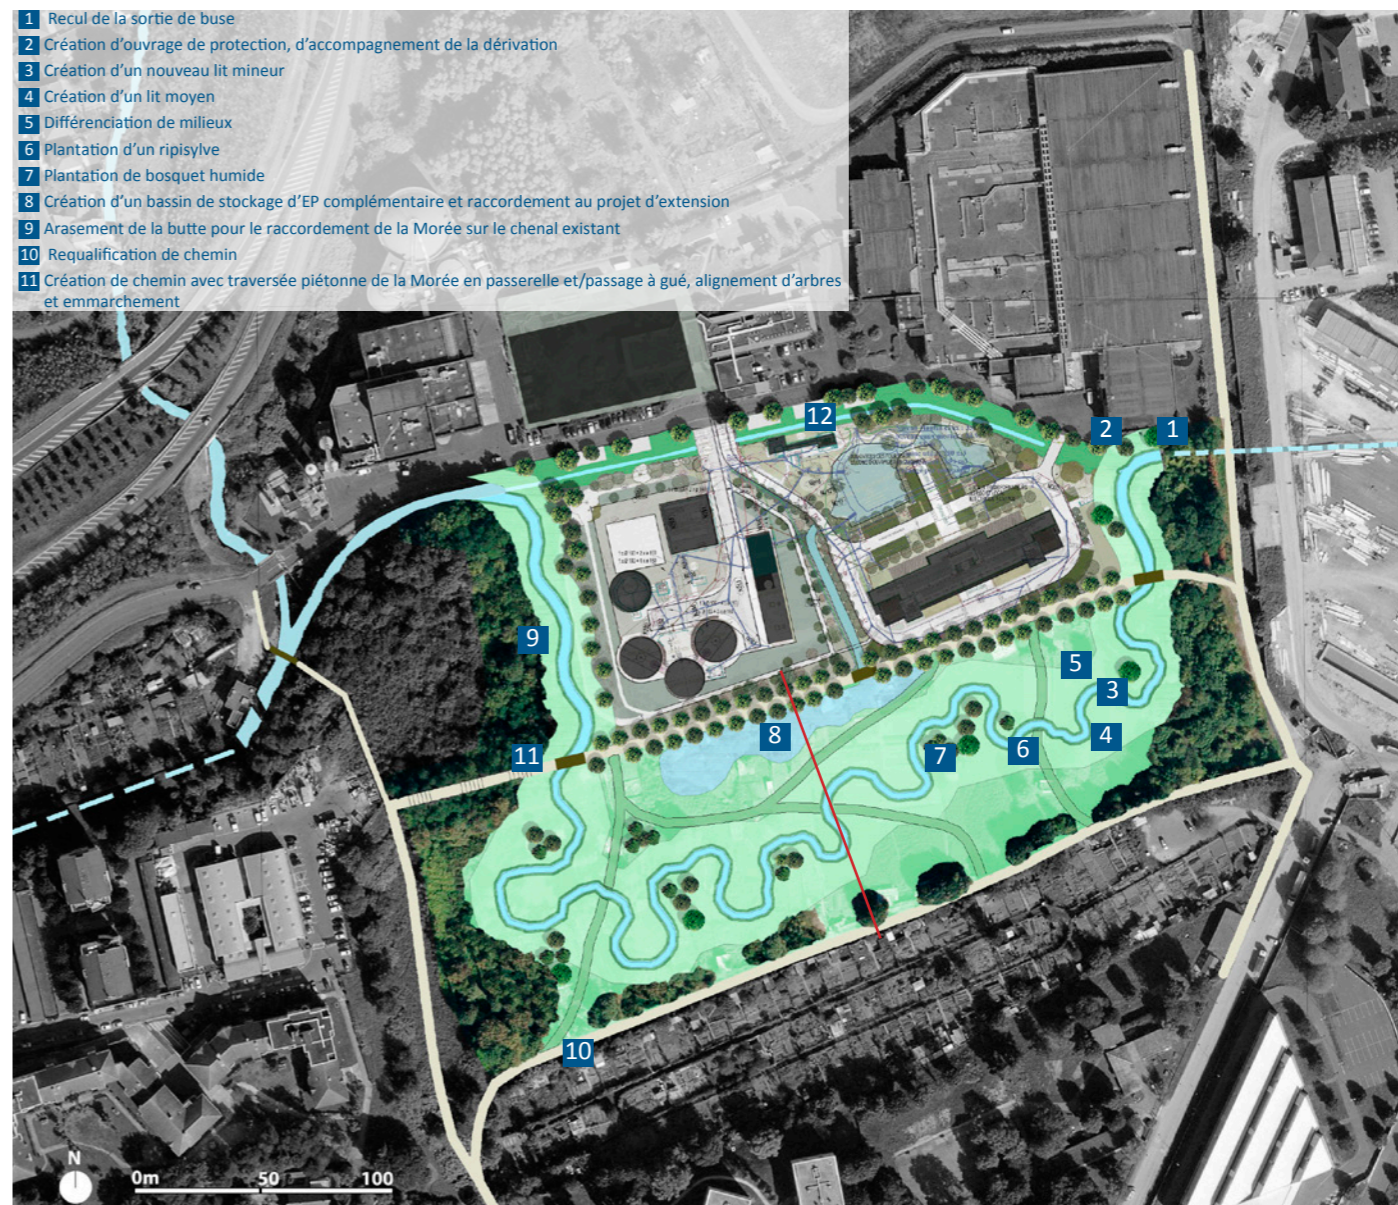 1 Recul de la sortie de buse
2 Création d'ouvrage de protection, d'accompagnement de la dérivation
3 Création d'un nouveau lit mineur
4 Création d'un lit moyen
5 Différenciation de milieux
6 Plantation d'un ripisylve
7 Plantation de bosquet humide
8 Création d'un bassin de stockage d'EP complémentaire et raccordement au projet d'extension
9 Arasement de la butte pour le raccordement de la Morée sur le chenal existant
10 Requalification de chemin
11 Création de chemin avec traversée piétonne de la Morée en passerelle et/passage à gué, alignement d'arbres
et emmarchement
12
2
1
9
5
3
4
8
6
7
11
10
N
0m 50 100